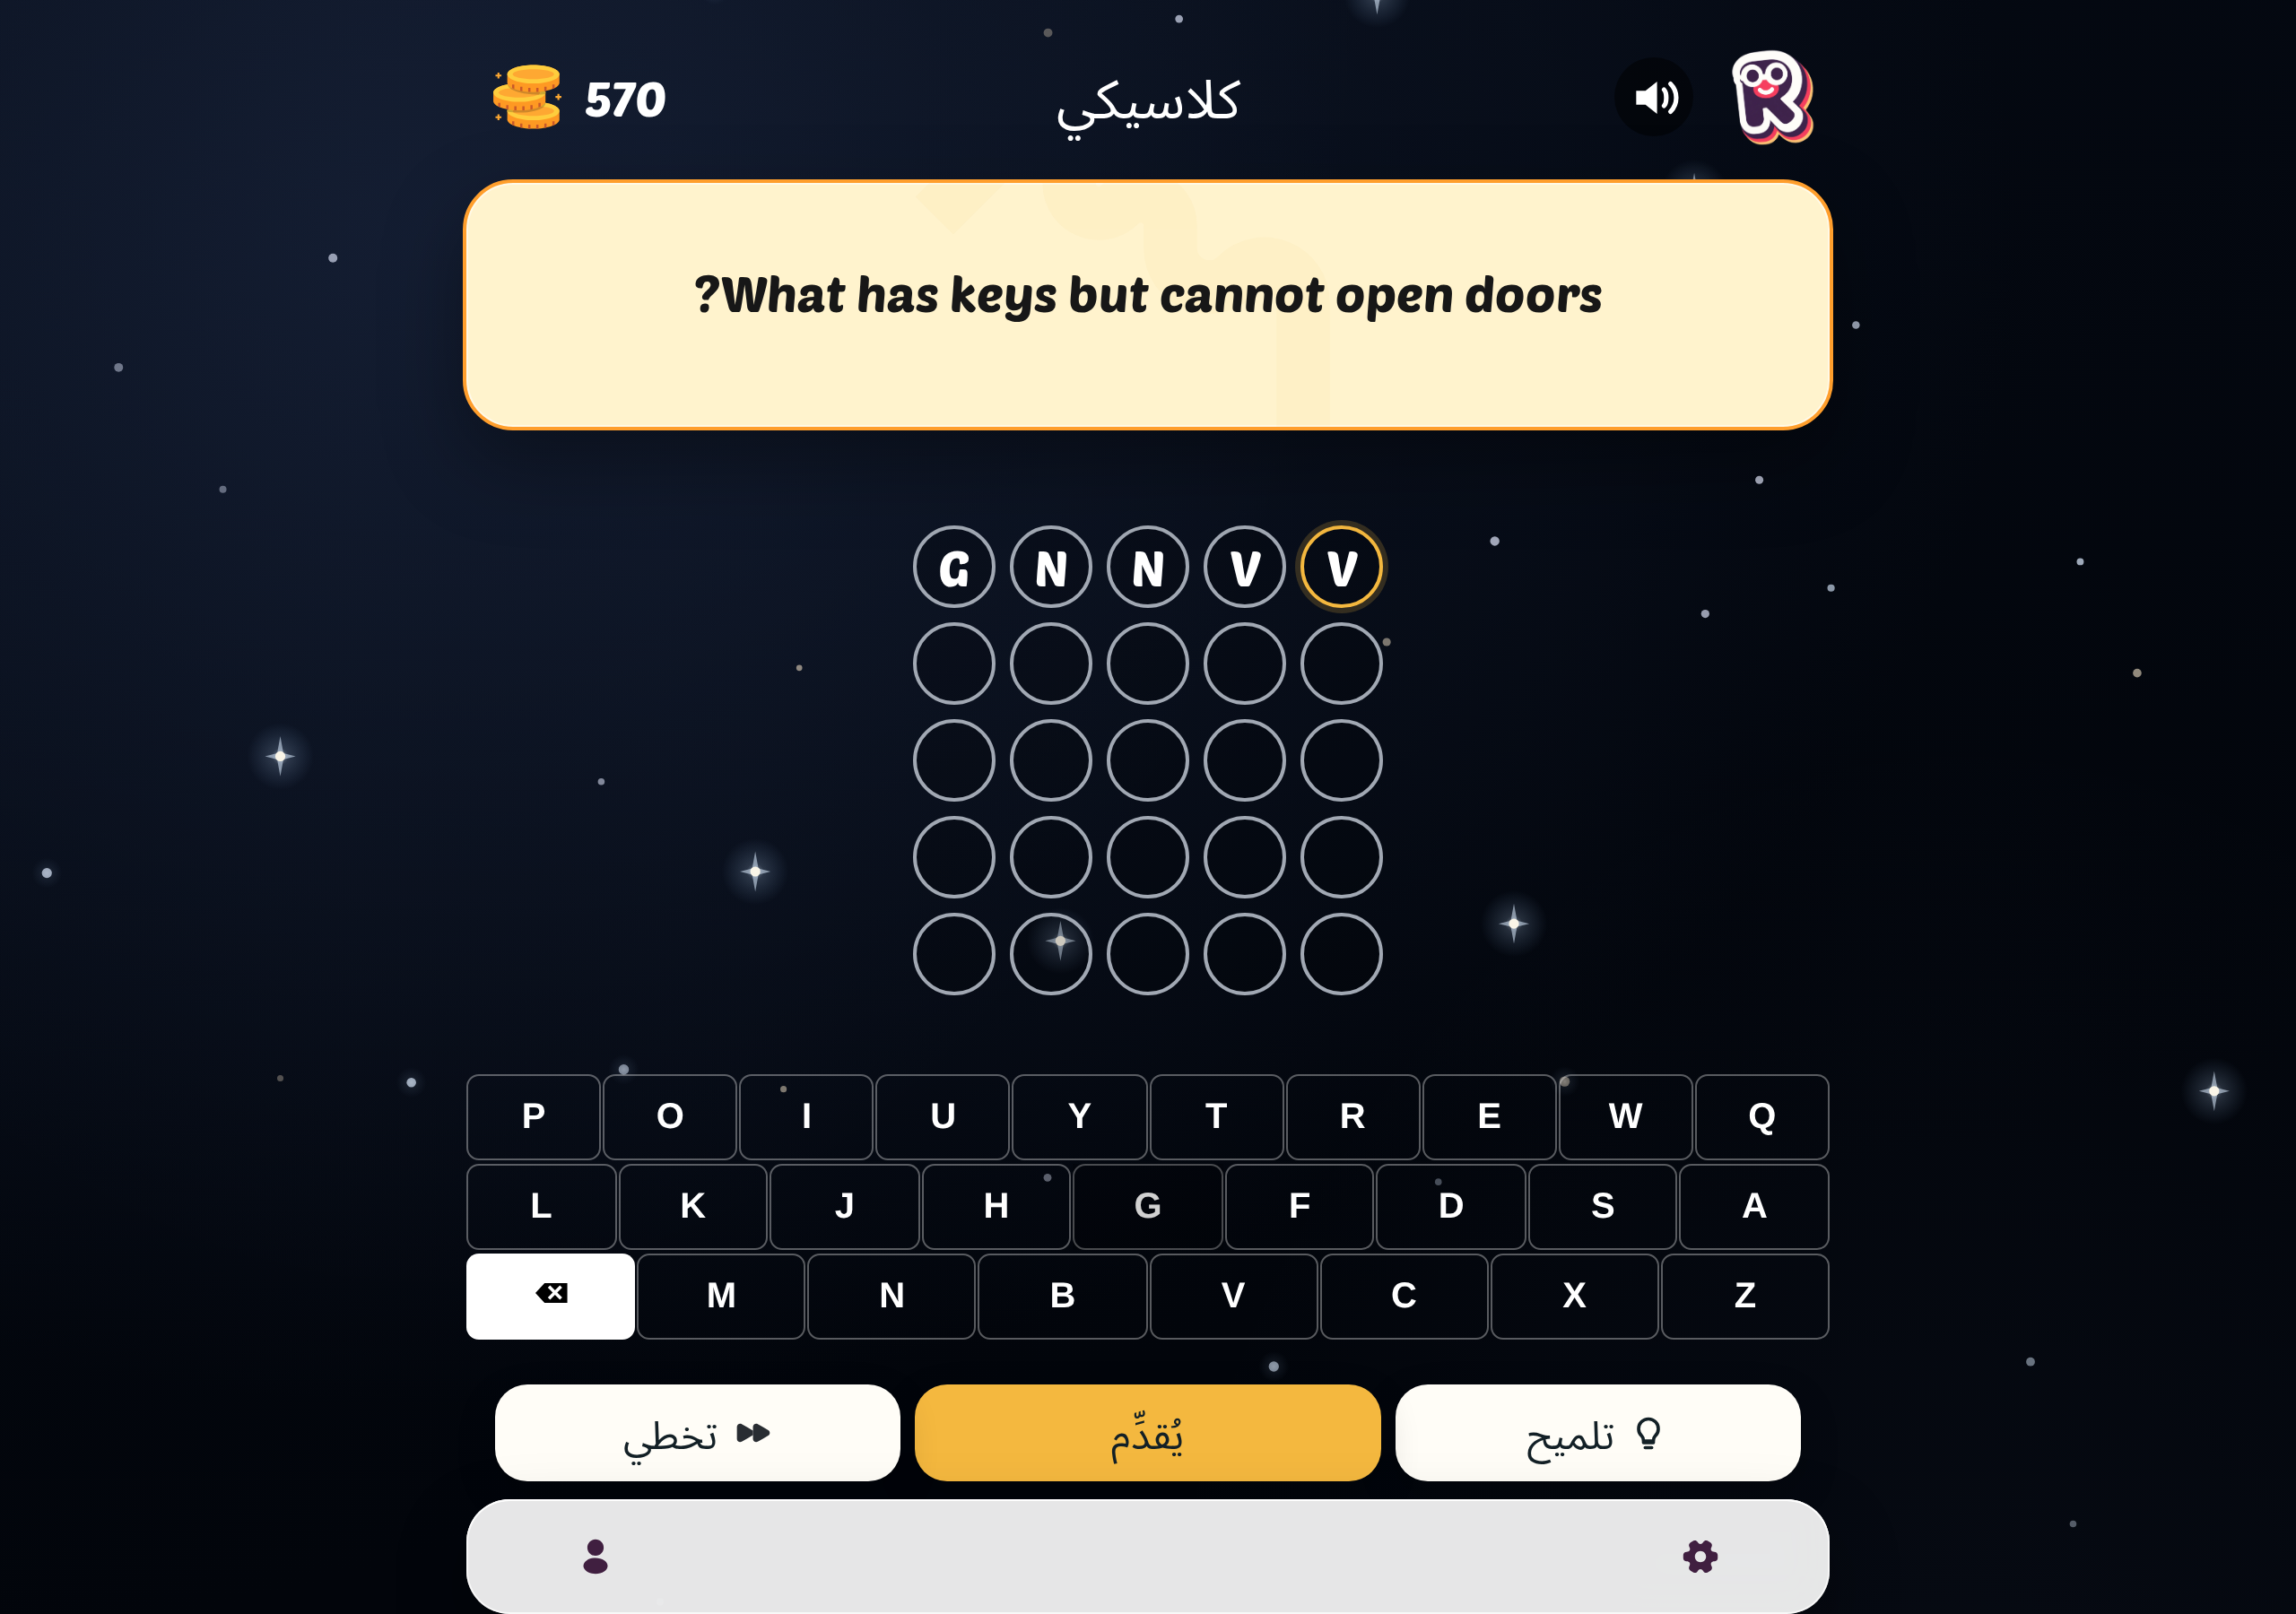 570 كلاسيكي
?What has keys but cannot open doors
G N N V V
P O I U Y T R E W Q
L K J H G F D S A
M N B V C X Z
تخطي يُقدِّم تلميح